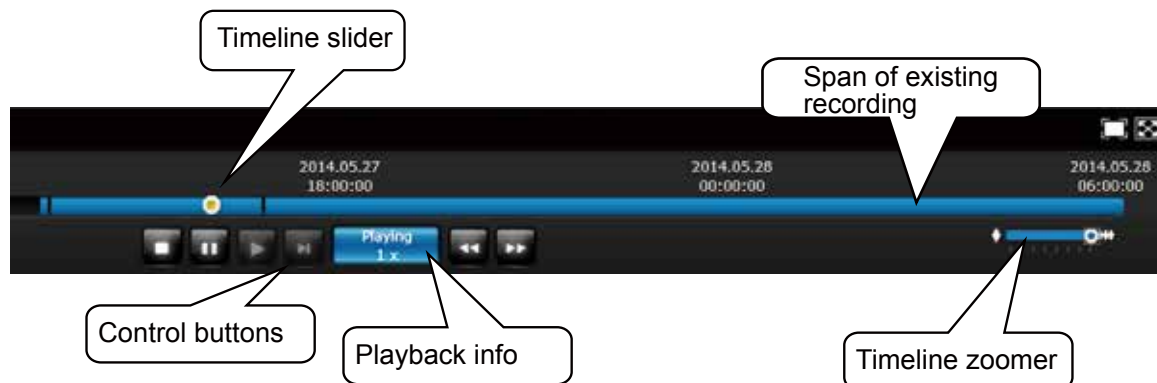 Timeline slider
Span of existing
recording
2014.05.27
18:00:00
2014.05.28
00:00:00
2014.05.28
06:00:00
Playing
1 x
Control buttons
Playback info
Timeline zoomer